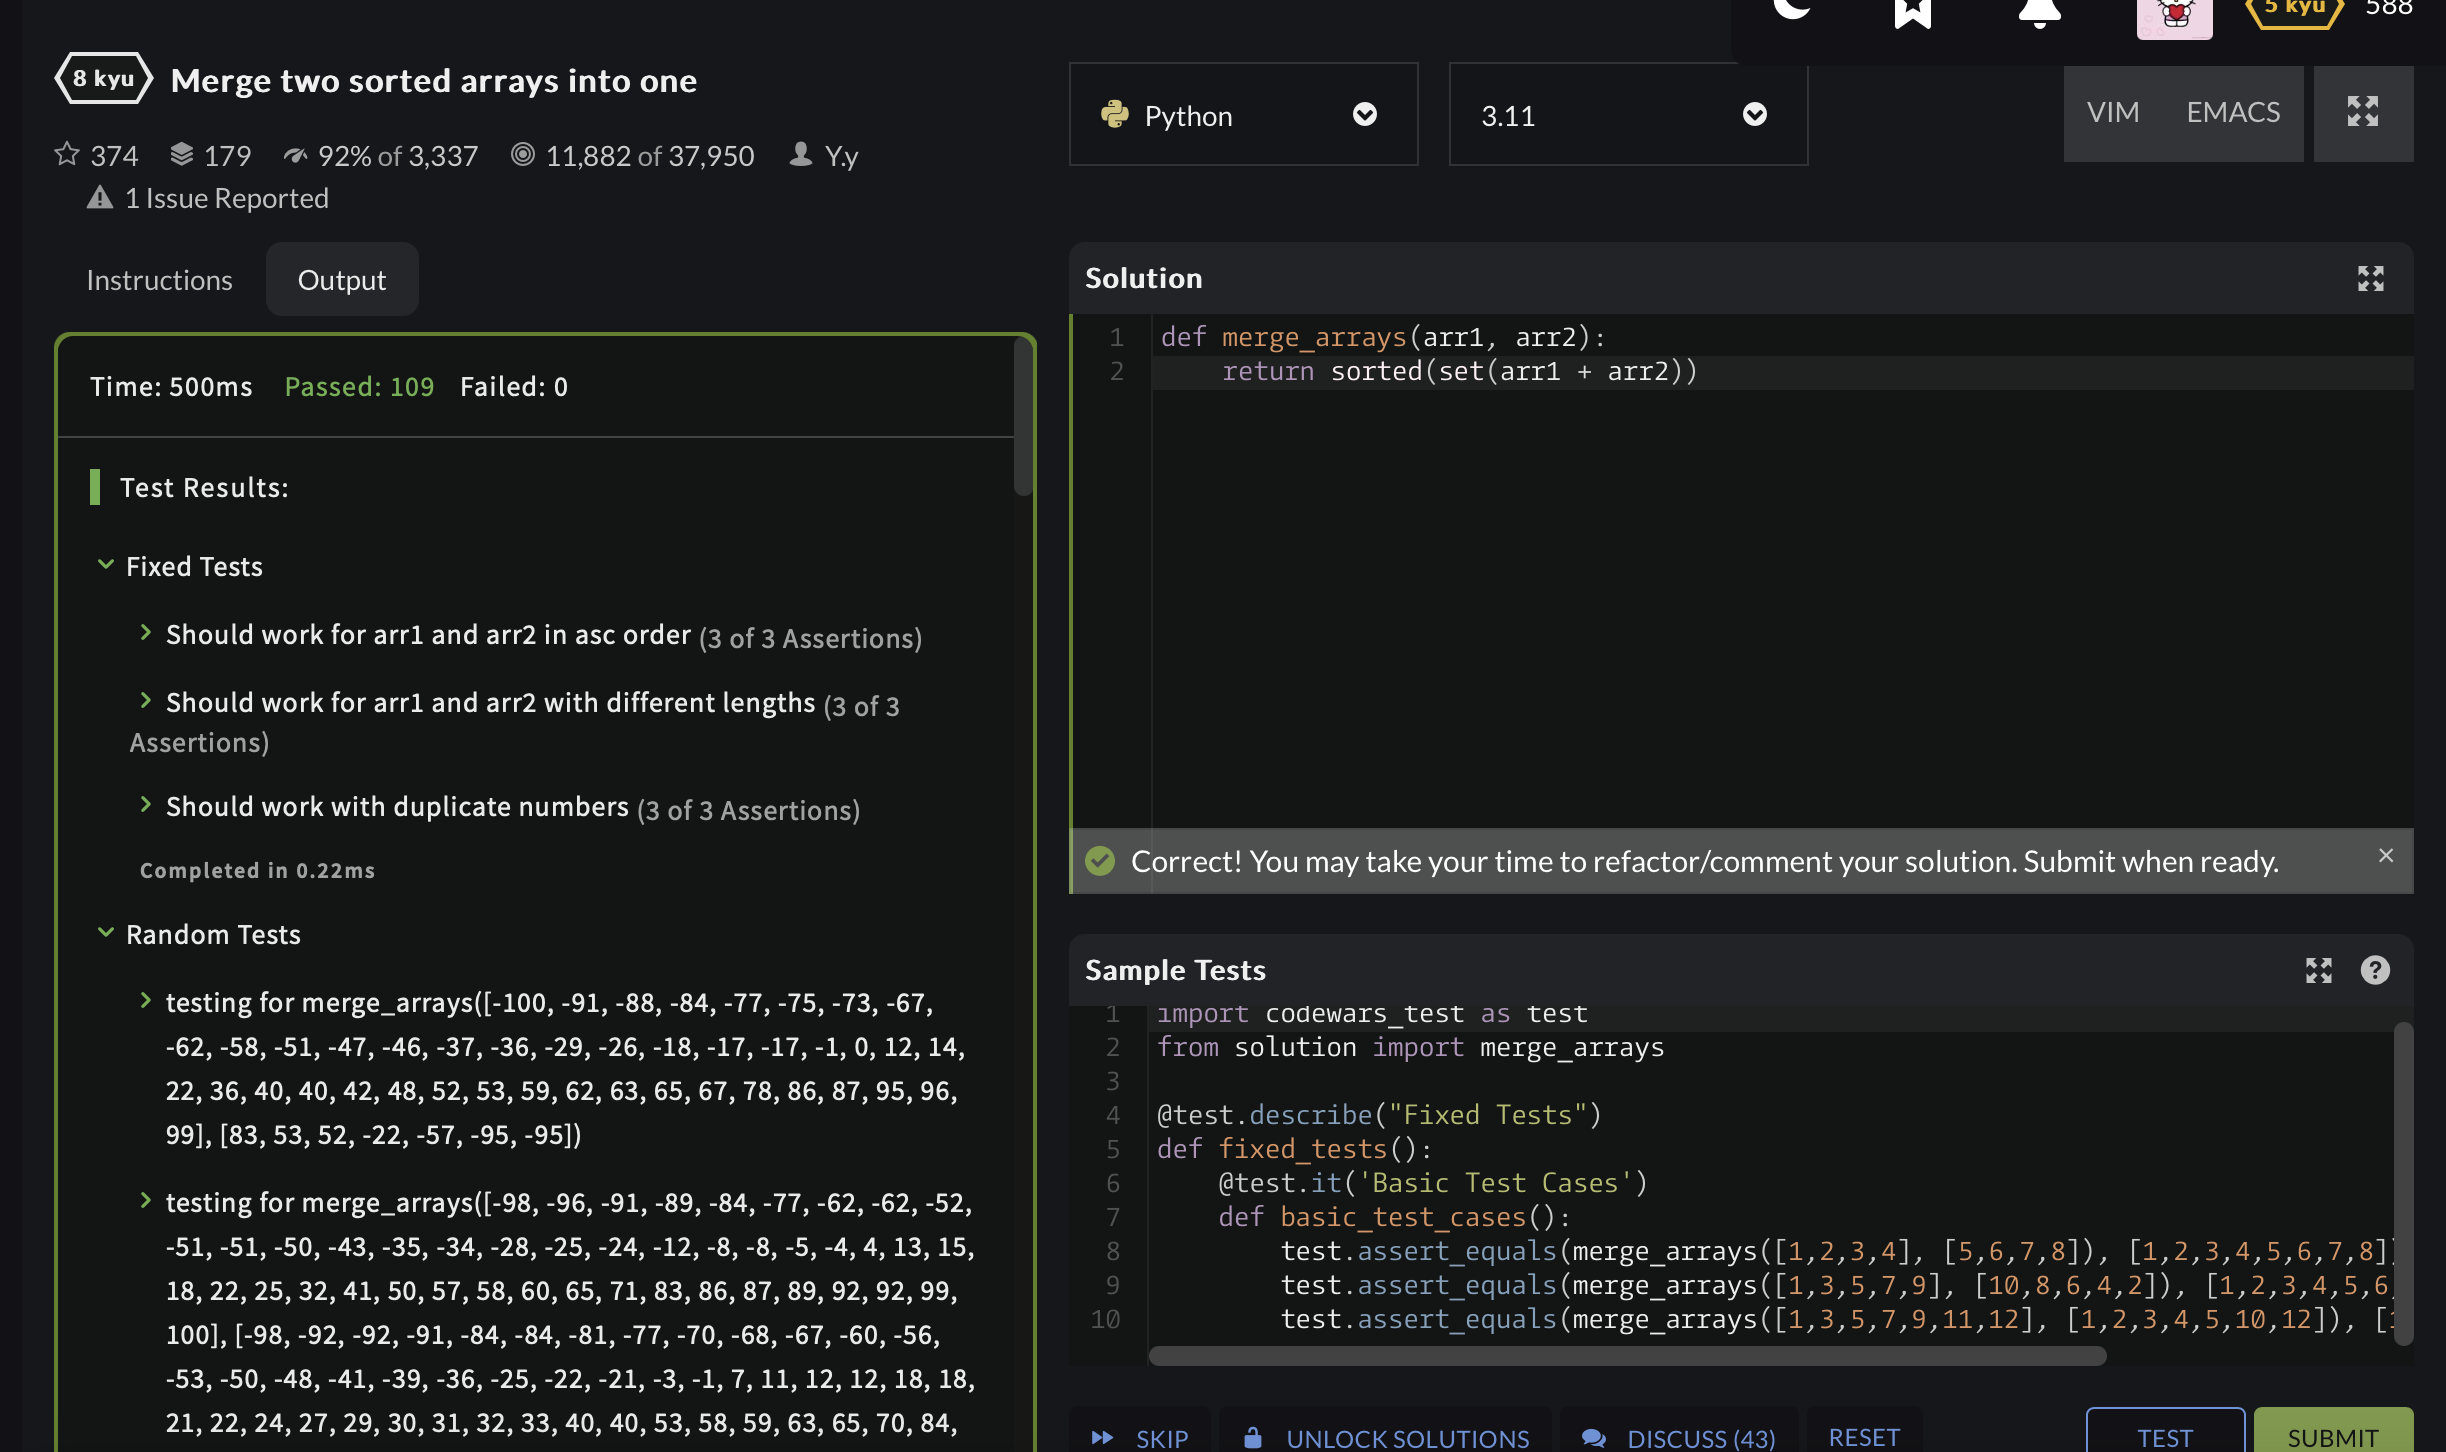 5 kyu 588
8 kyu Merge two sorted arrays into one
374 179 92% of 3,337 11,882 of 37,950 Y.y
1 Issue Reported
Python
3.11
VIM EMACS
Instructions Output
Time: 500ms Passed: 109 Failed: 0
Test Results:
Fixed Tests
Should work for arr1 and arr2 in asc order (3 of 3 Assertions)
Should work for arr1 and arr2 with different lengths (3 of 3
Assertions)
Should work with duplicate numbers (3 of 3 Assertions)
Completed in 0.22ms
Random Tests
testing for merge_arrays([-100, -91, -88, -84, -77, -75, -73, -67,
-62, -58, -51, -47, -46, -37, -36, -29, -26, -18, -17, -17, -1, 0, 12, 14,
22, 36, 40, 40, 42, 48, 52, 53, 59, 62, 63, 65, 67, 78, 86, 87, 95, 96,
99], [83, 53, 52, -22, -57, -95, -95])
testing for merge_arrays([-98, -96, -91, -89, -84, -77, -62, -62, -52,
-51, -51, -50, -43, -35, -34, -28, -25, -24, -12, -8, -8, -5, -4, 4, 13, 15,
18, 22, 25, 32, 41, 50, 57, 58, 60, 65, 71, 83, 86, 87, 89, 92, 92, 99,
100], [-98, -92, -92, -91, -84, -84, -81, -77, -70, -68, -67, -60, -56,
-53, -50, -48, -41, -39, -36, -25, -22, -21, -3, -1, 7, 11, 12, 12, 18, 18,
21, 22, 24, 27, 29, 30, 31, 32, 33, 40, 40, 53, 58, 59, 63, 65, 70, 84,
Solution
1 def merge_arrays(arr1, arr2):
2 return sorted(set(arr1 + arr2))
Correct! You may take your time to refactor/comment your solution. Submit when ready.
Sample Tests
1 import codewars_test as test
2 from solution import merge_arrays
3
4 @test.describe("Fixed Tests")
5 def fixed_tests():
6 @test.it('Basic Test Cases')
7 def basic_test_cases():
8 test.assert_equals(merge_arrays([1,2,3,4], [5,6,7,8]), [1,2,3,4,5,6,7,8]
9 test.assert_equals(merge_arrays([1,3,5,7,9], [10,8,6,4,2]), [1,2,3,4,5,6,
10 test.assert_equals(merge_arrays([1,3,5,7,9,11,12], [1,2,3,4,5,10,12]), [1
SKIP UNLOCK SOLUTIONS DISCUSS (43) RESET TEST SUBMIT